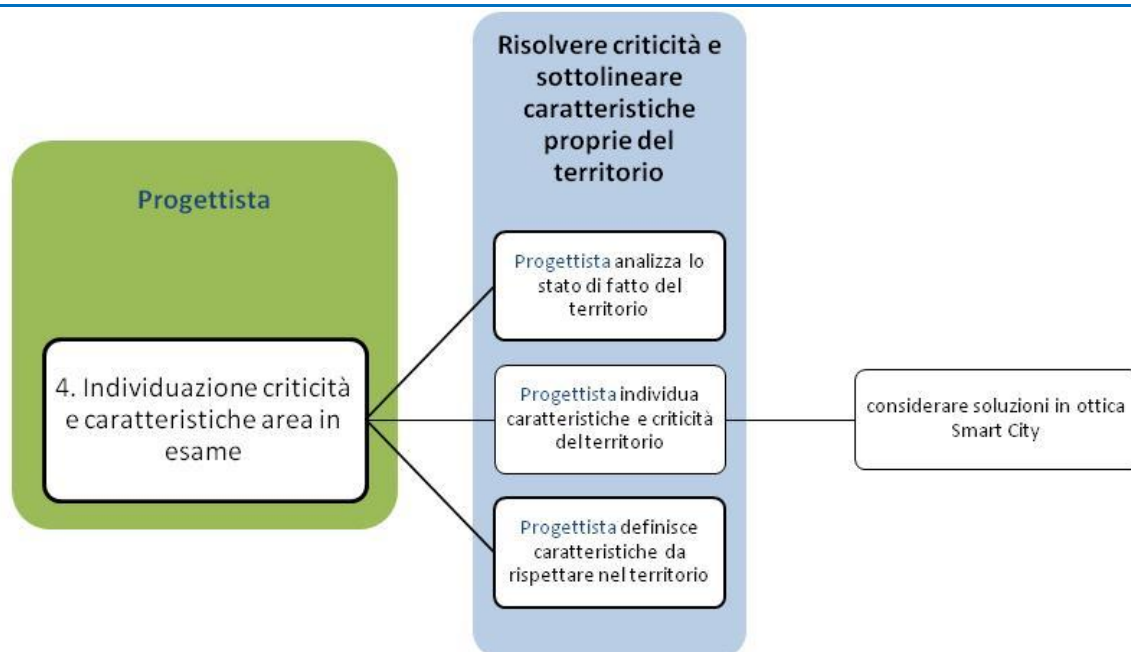 Progettista
4. Individuazione criticità
e caratteristiche area in
esame
Risolvere criticità e
sottolineare
caratteristiche
proprie del
territorio
Progettista analizza lo
stato di fatto del
territorio
Progettista individua
caratteristiche e criticità
del territorio
Progettista definisce
caratteristiche da
rispettare nel territorio
considerare soluzioni in ottica
Smart City